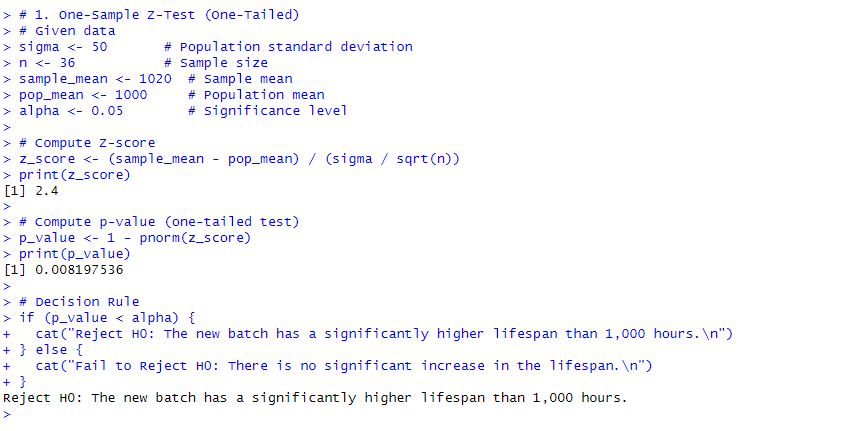 > # 1. One-Sample Z-Test (One-Tailed)
> # Given data
> sigma <- 50       # Population standard deviation
> n <- 36           # Sample size
> sample_mean <- 1020  # Sample mean
> pop_mean <- 1000     # Population mean
> alpha <- 0.05        # Significance level
>
> # Compute Z-score
> z_score <- (sample_mean - pop_mean) / (sigma / sqrt(n))
> print(z_score)
[1] 2.4
>
> # Compute p-value (one-tailed test)
> p_value <- 1 - pnorm(z_score)
> print(p_value)
[1] 0.008197536
>
> # Decision Rule
> if (p_value < alpha) {
+   cat("Reject H0: The new batch has a significantly higher lifespan than 1,000 hours.\n")
+ } else {
+   cat("Fail to Reject H0: There is no significant increase in the lifespan.\n")
+ }
Reject H0: The new batch has a significantly higher lifespan than 1,000 hours.
>